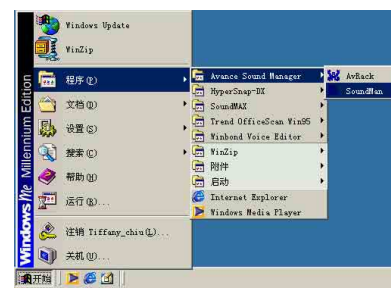 Windows Update
WinZip
程序(P)
文档(D)
设置(S)
搜索(C)
帮助(H)
运行(R)...
注销 Tiffany_chiu(L)...
关机(U)...
Windows Me Millennium Edition
Avance Sound Manager
HyperSnap-DX
SoundMAX
Trend OfficeScan Win95
Winbond Voice Editor
WinZip
附件
启动
Internet Explorer
Windows Media Player
AvRack
SoundMan
开始